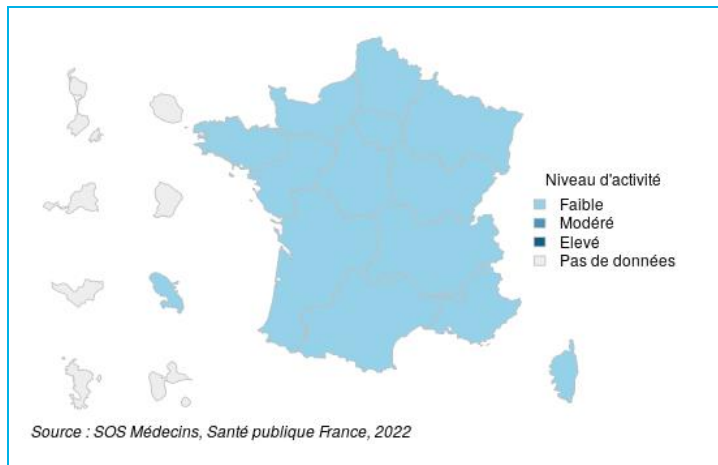 Niveau d'activité
Faible
Modéré
Elevé
Pas de données
Source : SOS Médecins, Santé publique France, 2022